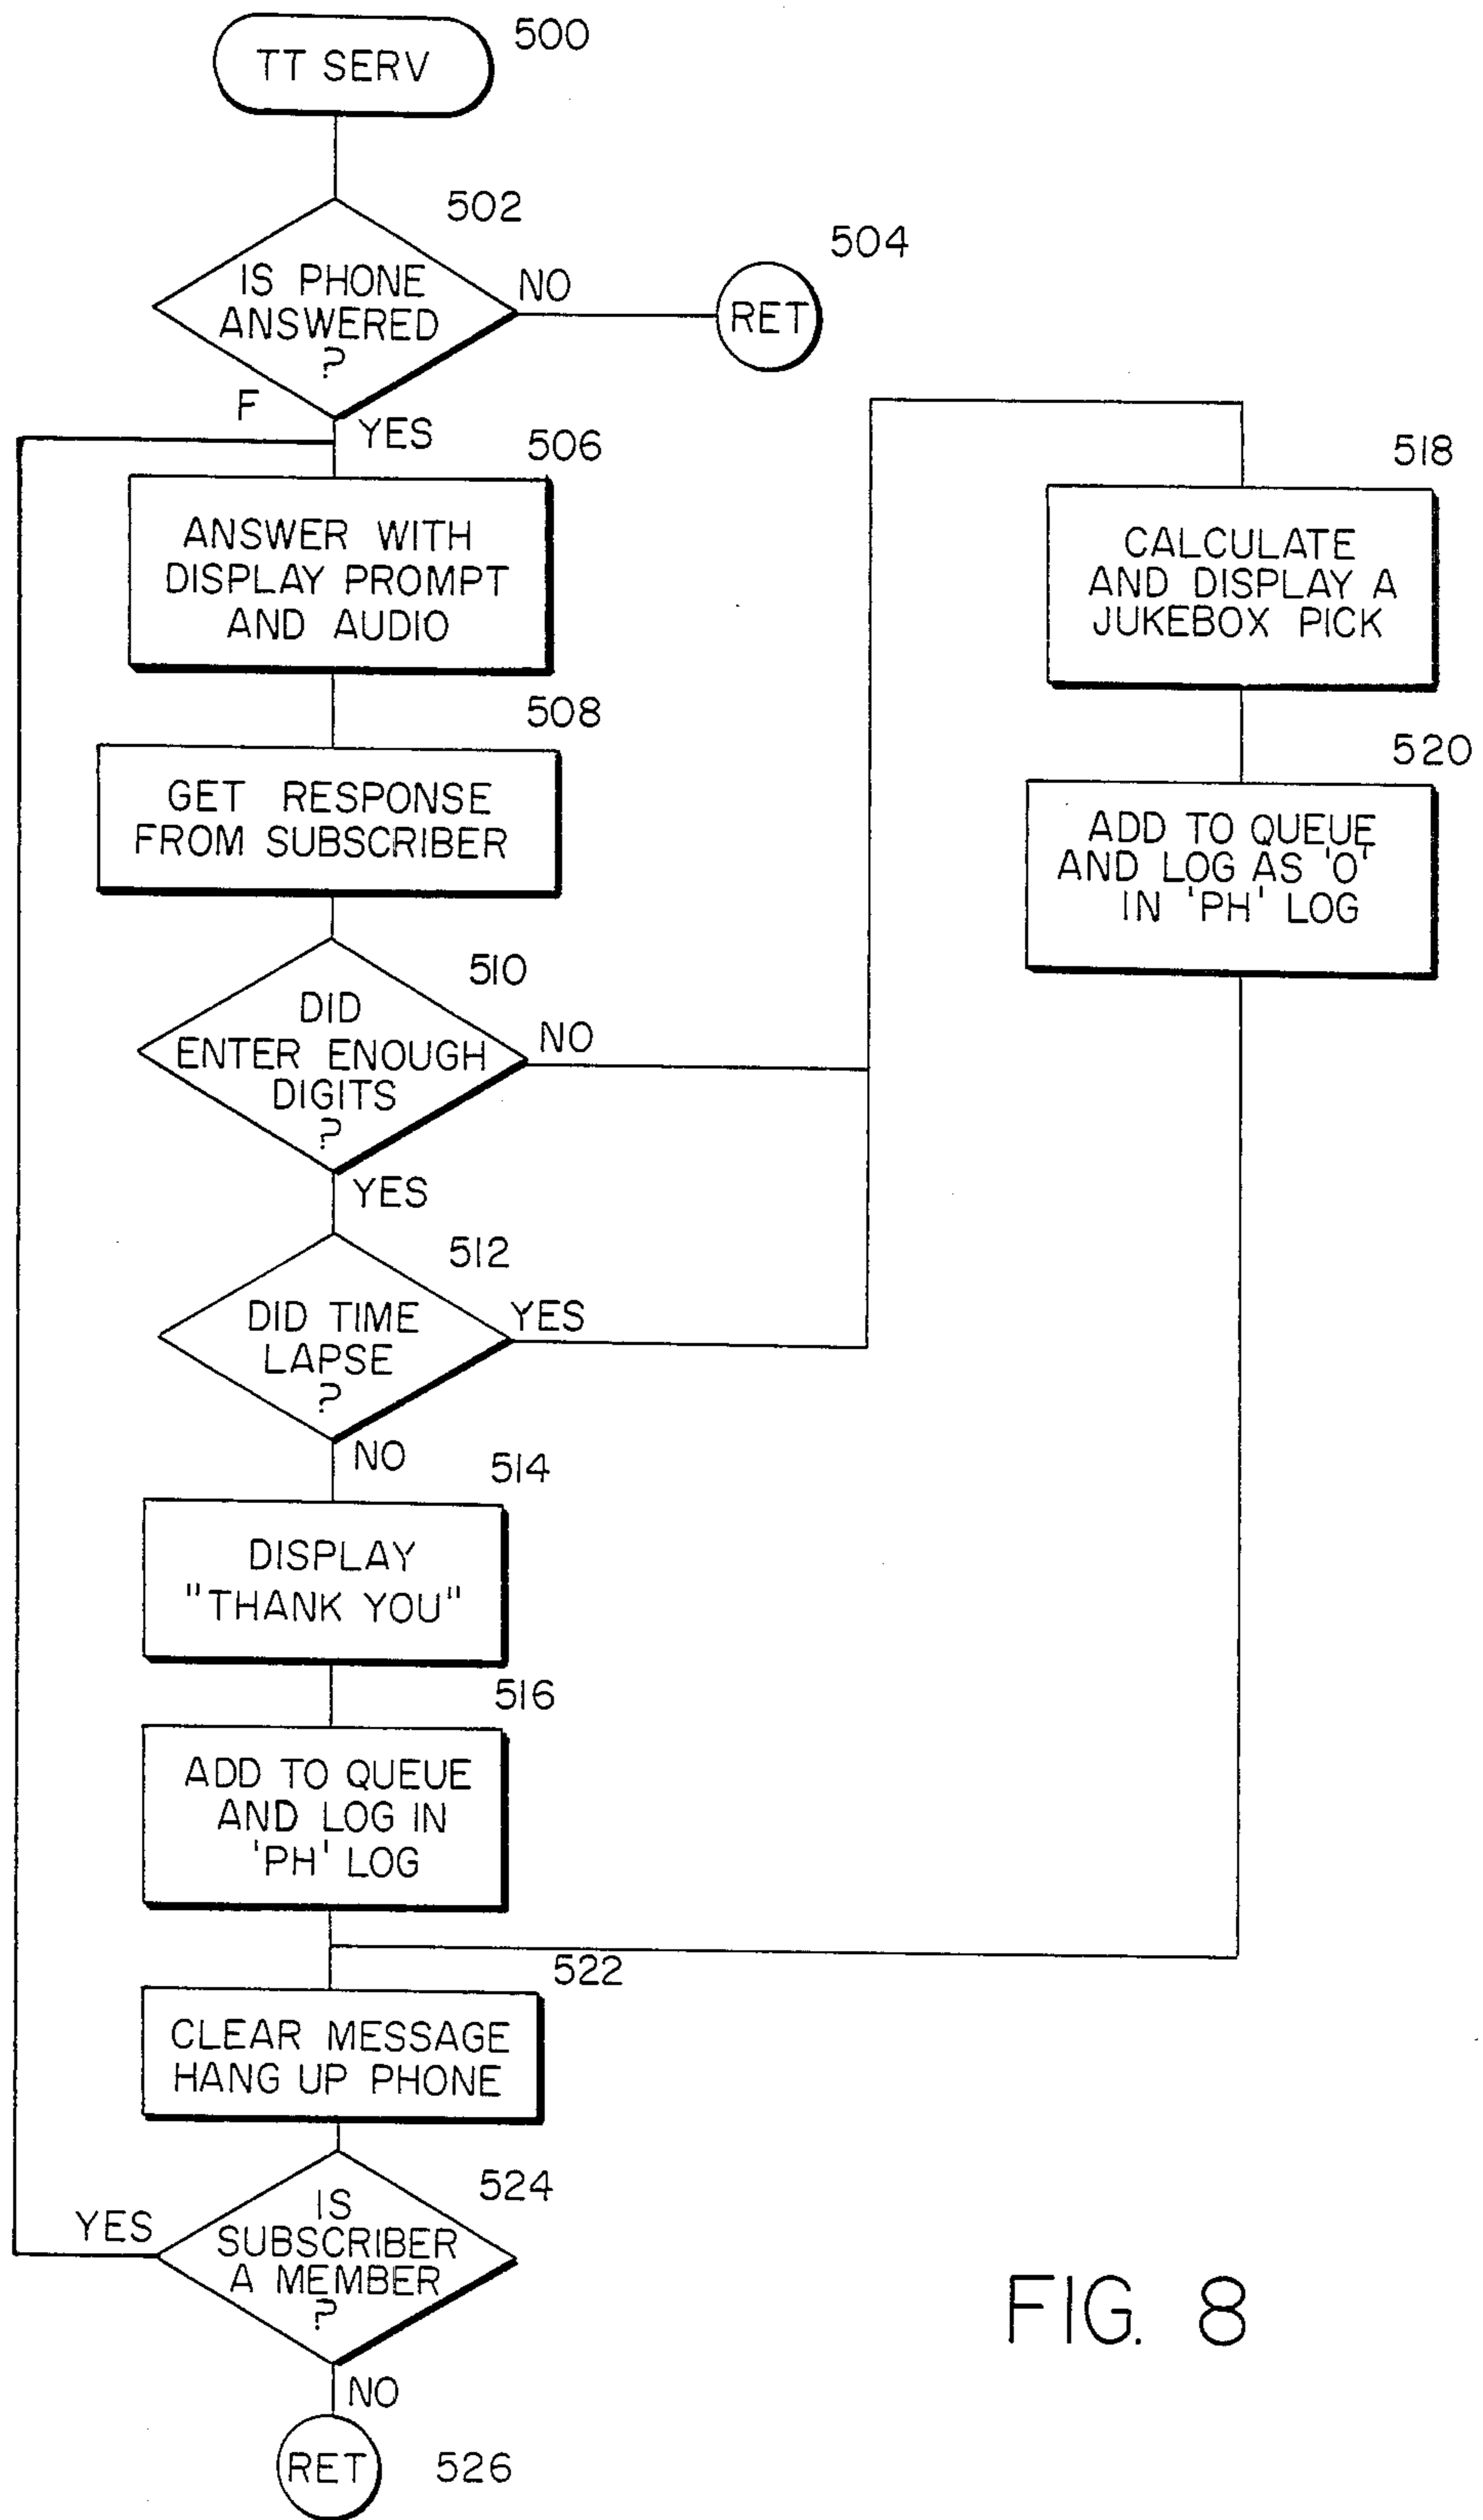 TT SERV
500
502
IS PHONE
ANSWERED
?
NO
504
RET
F
YES
506
ANSWER WITH
DISPLAY PROMPT
AND AUDIO
508
GET RESPONSE
FROM SUBSCRIBER
510
DID
ENTER ENOUGH
DIGITS
?
NO
YES
512
DID TIME
LAPSE
?
YES
NO
514
DISPLAY
"THANK YOU"
516
ADD TO QUEUE
AND LOG IN
'PH' LOG
518
CALCULATE
AND DISPLAY A
JUKEBOX PICK
520
ADD TO QUEUE
AND LOG AS 'O'
IN 'PH' LOG
522
CLEAR MESSAGE
HANG UP PHONE
524
IS
SUBSCRIBER
A MEMBER
?
YES
NO
RET
526
FIG. 8